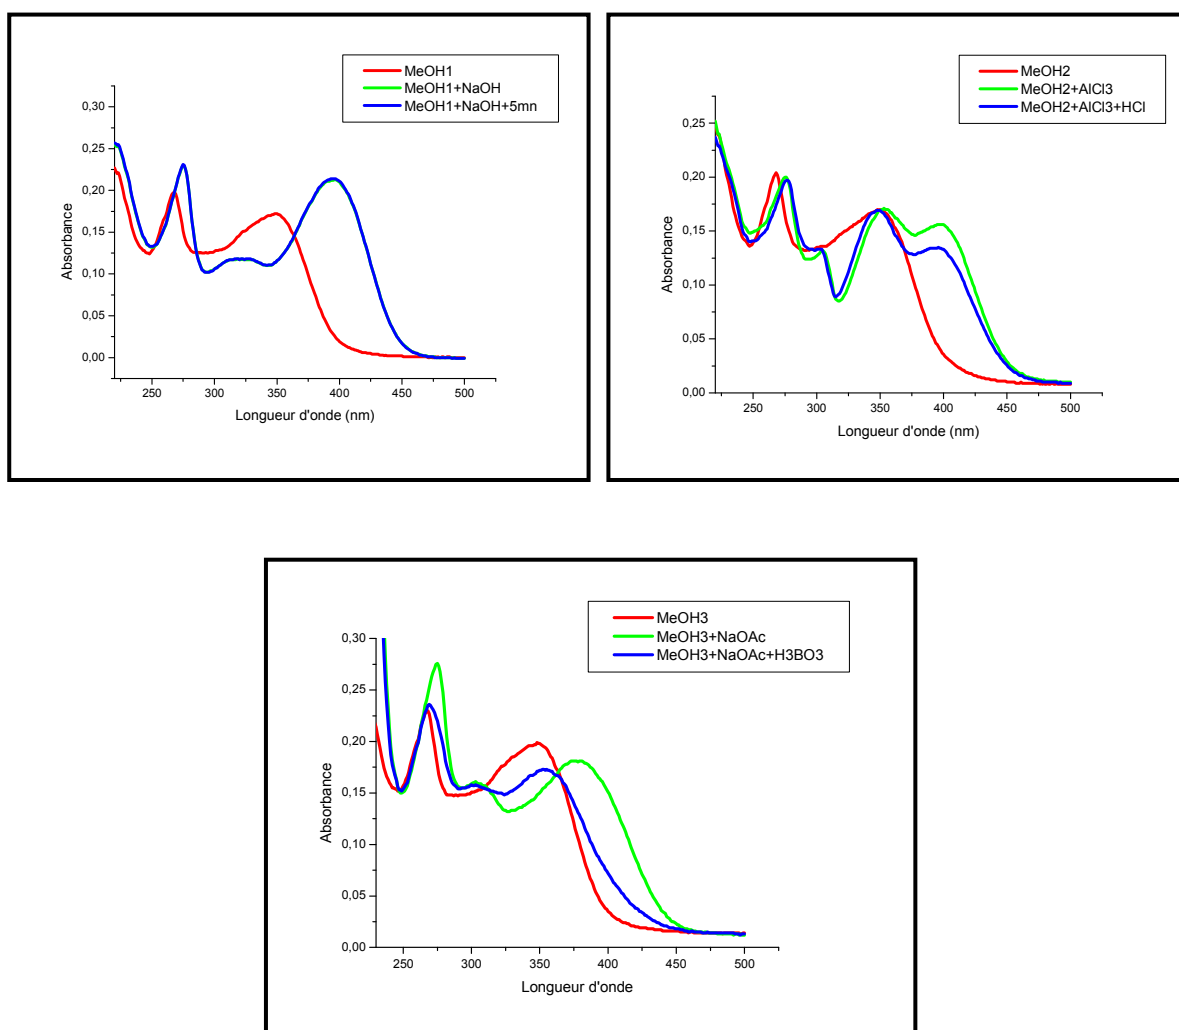 MeOH1
MeOH1+NaOH
MeOH1+NaOH+5mn
0,30
0,25
0,20
0,15
0,10
0,05
0,00
Absorbance
250 300 350 400 450 500
Longueur d'onde (nm)
MeOH2
MeOH2+AlCl3
MeOH2+AlCl3+HCl
0,25
0,20
0,15
0,10
0,05
0,00
Absorbance
250 300 350 400 450 500
Longueur d'onde (nm)
MeOH3
MeOH3+NaOAc
MeOH3+NaOAc+H3BO3
0,30
0,25
0,20
0,15
0,10
0,05
0,00
Absorbance
250 300 350 400 450 500
Longueur d'onde